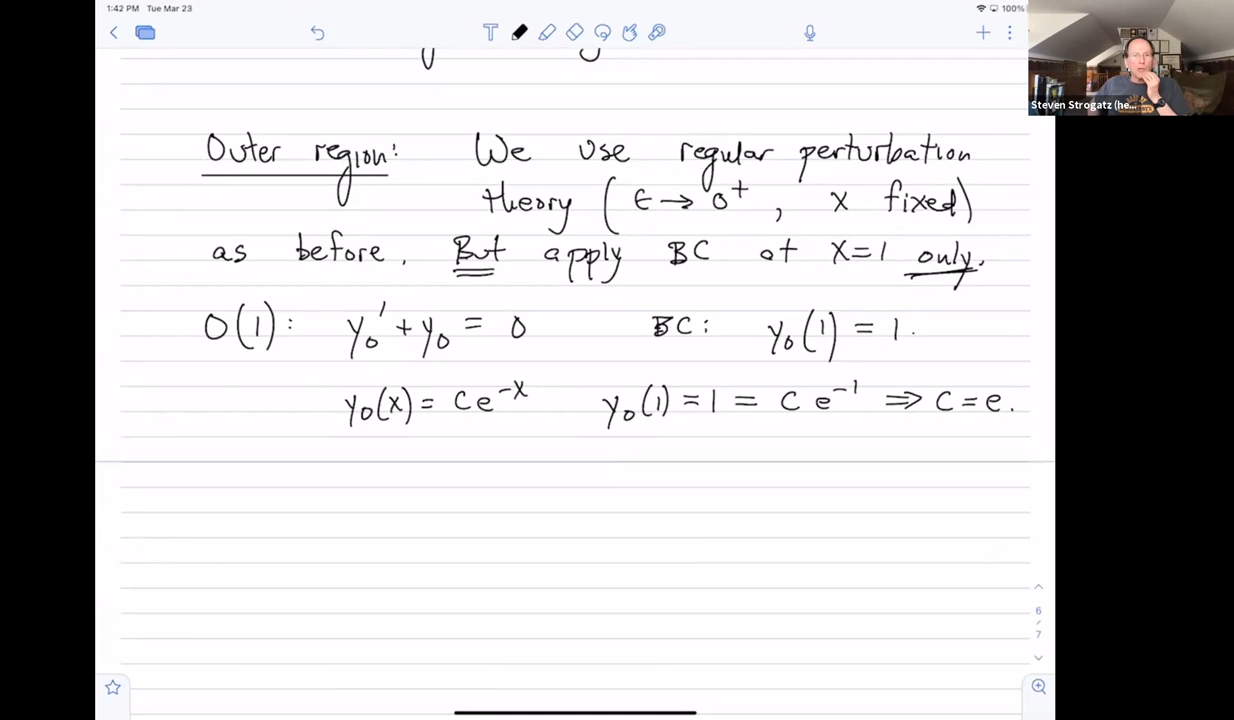 1:42 PM Tue Mar 23
100%
Steven Strogatz (he...
Outer region: We use regular perturbation
theory (ϵ → 0⁺, x fixed)
as before. But apply BC at x=1 only.
O(1): y₀' + y₀ = 0 BC: y₀(1) = 1.
y₀(x) = Ce⁻ˣ y₀(1) = 1 = C e⁻¹ ⇒ C = e.
6
/
7